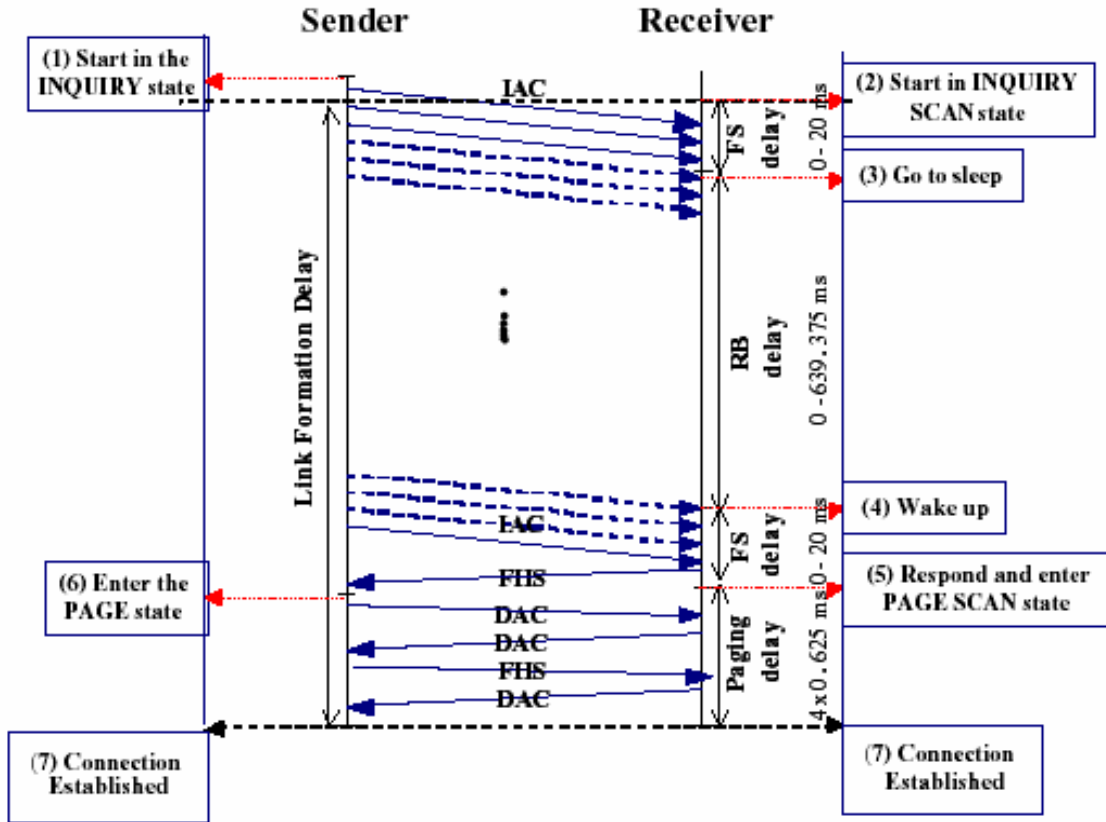 Sender
Receiver
(1) Start in the
INQUIRY state
IAC
(2) Start in INQUIRY
SCAN state
FS
delay
0 - 20 ms
(3) Go to sleep
Link Formation Delay
RB
delay
0 - 639.375 ms
(4) Wake up
IAC
FS
delay
0 - 20 ms
(5) Respond and enter
PAGE SCAN state
FHS
(6) Enter the
PAGE state
DAC
DAC
FHS
DAC
Paging
delay
4 x 0.625 ms
(7) Connection
Established
(7) Connection
Established